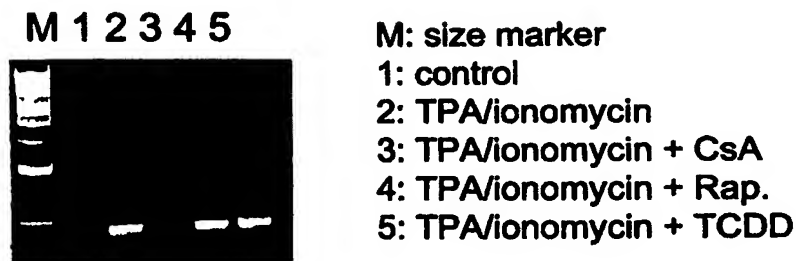 M 1 2 3 4 5
M: size marker
1: control
2: TPA/ionomycin
3: TPA/ionomycin + CsA
4: TPA/ionomycin + Rap.
5: TPA/ionomycin + TCDD